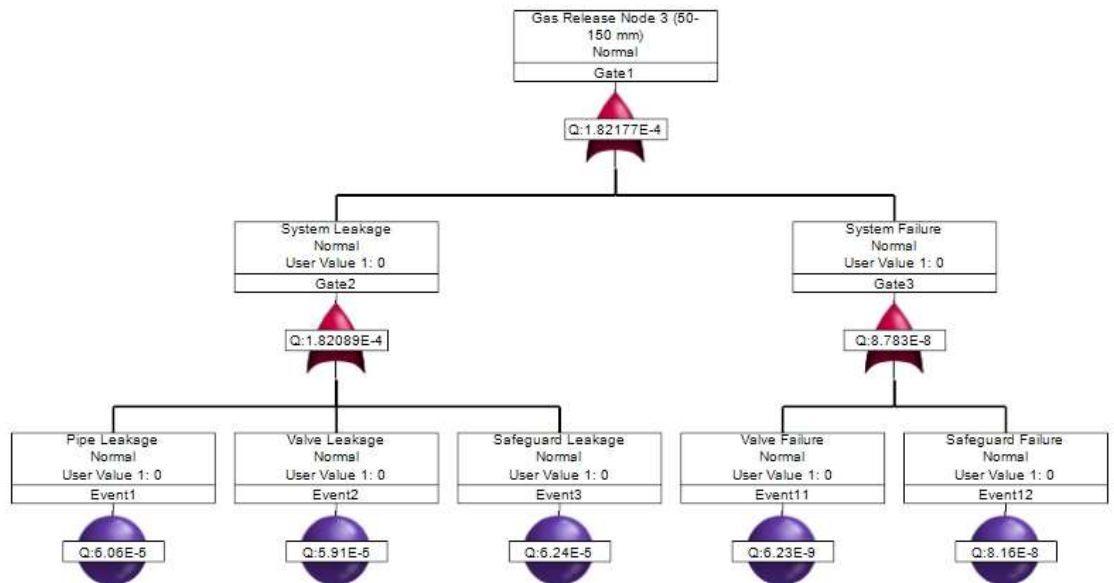 Gas Release Node 3 (50-
150 mm)
Normal
Gate1
Q:1.82177E-4
System Leakage
Normal
User Value 1: 0
Gate2
Q:1.82089E-4
System Failure
Normal
User Value 1: 0
Gate3
Q:8.783E-8
Pipe Leakage
Normal
User Value 1: 0
Event1
Q:6.06E-5
Valve Leakage
Normal
User Value 1: 0
Event2
Q:5.91E-5
Safeguard Leakage
Normal
User Value 1: 0
Event3
Q:6.24E-5
Valve Failure
Normal
User Value 1: 0
Event11
Q:6.23E-9
Safeguard Failure
Normal
User Value 1: 0
Event12
Q:8.16E-8